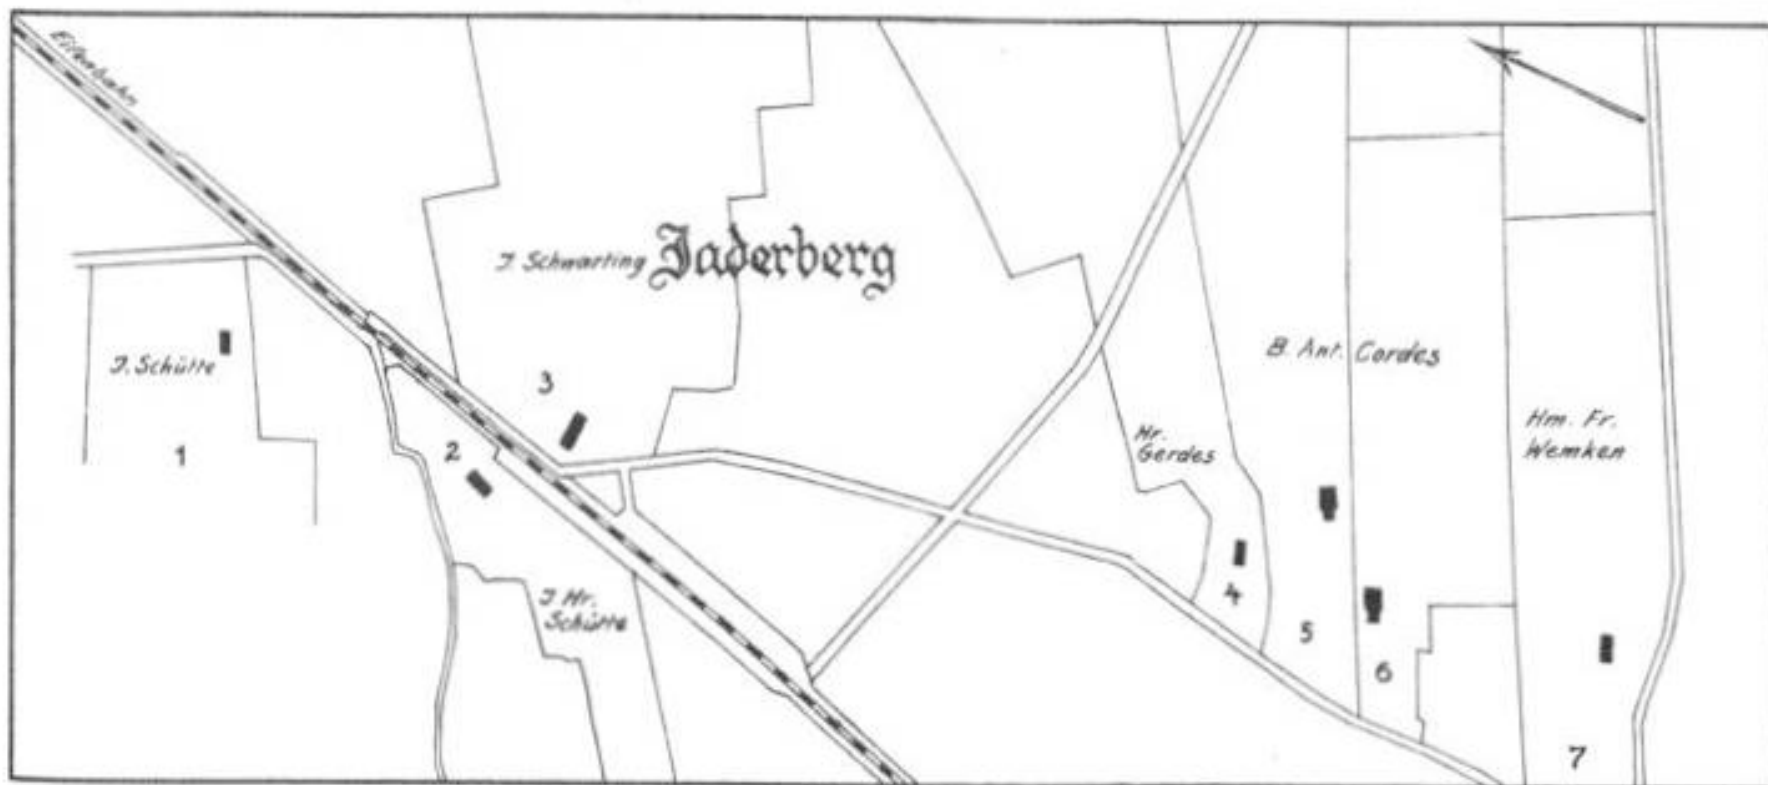 Eisenbahn
J. Schwarting
Jaderberg
J. Schütte
B. Ant. Cordes
3
Hm. Fr.
Wemken
Hr.
Gerdes
1
2
J Hr.
Schütte
4
5
6
7